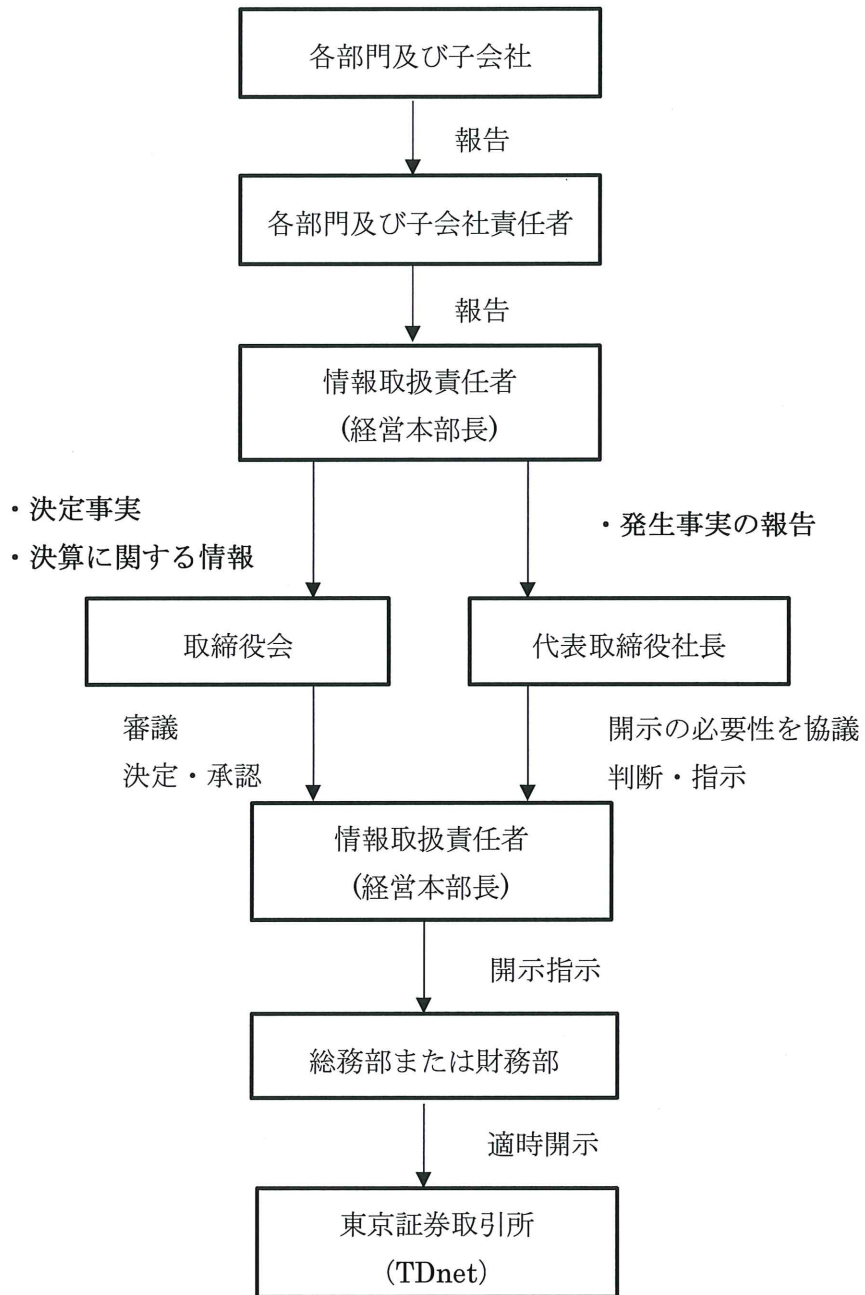 各部門及び子会社
報告
各部門及び子会社責任者
報告
情報取扱責任者
(経営本部長)
・決定事実
・決算に関する情報
・発生事実の報告
取締役会
代表取締役社長
審議
決定・承認
開示の必要性を協議
判断・指示
情報取扱責任者
(経営本部長)
開示指示
総務部または財務部
適時開示
東京証券取引所
（TDnet）